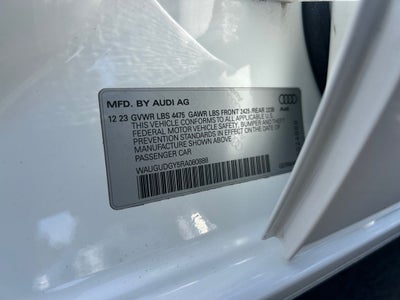 MFD. BY AUDI AG
Audi
12 23 GVWR LBS 4475 GAWR LBS FRONT 2425 /REAR 2238
THIS VEHICLE CONFORMS TO ALL APPLICABLE U.S.
FEDERAL MOTOR VEHICLE SAFETY, BUMPER AND THEFT
PREVENTION STANDARDS IN EFFECT ON THE DATE OF
MANUFACTURE SHOWN ABOVE.
PASSENGER CAR
WAUGUDGY5RA080888